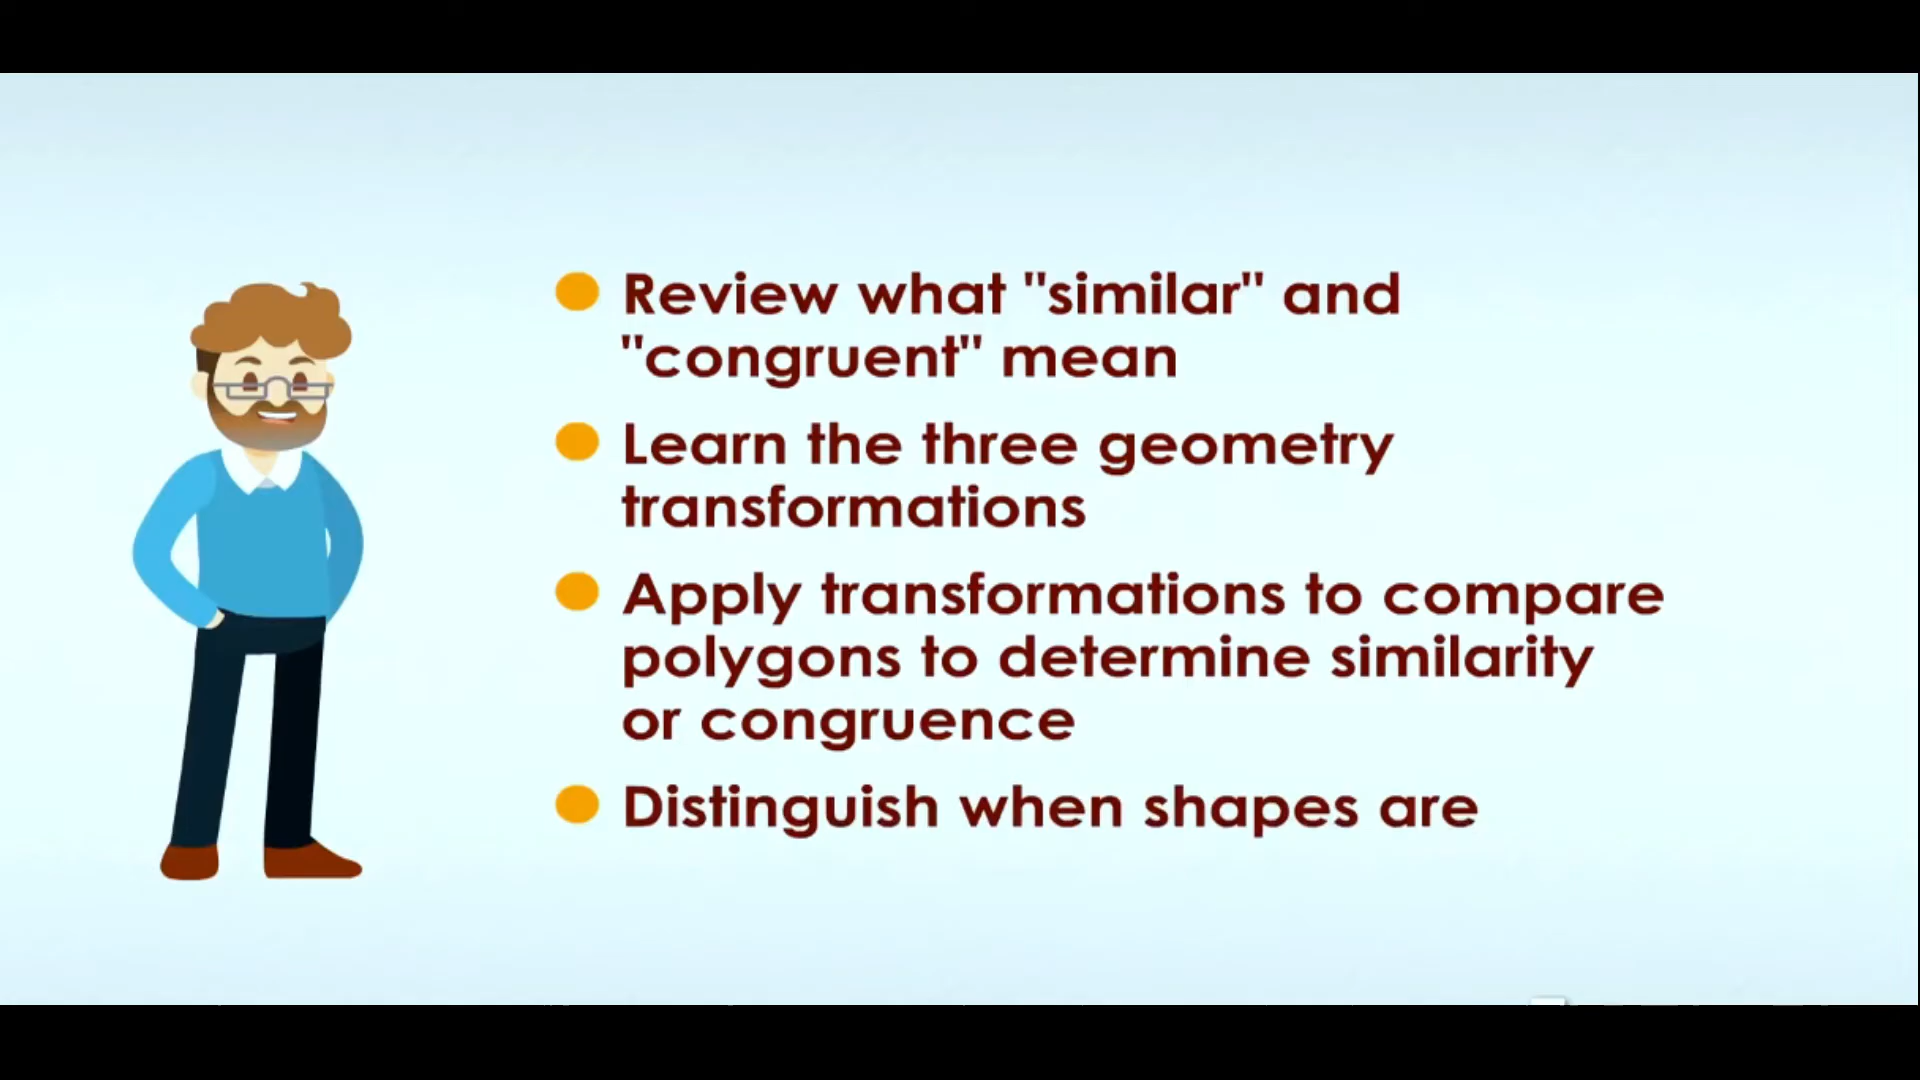 Review what "similar" and
"congruent" mean
Learn the three geometry
transformations
Apply transformations to compare
polygons to determine similarity
or congruence
Distinguish when shapes are